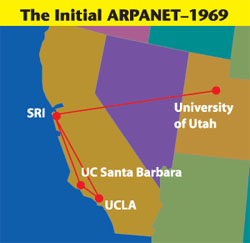 The Initial ARPANET–1969
SRI
University
of Utah
UC Santa Barbara
UCLA